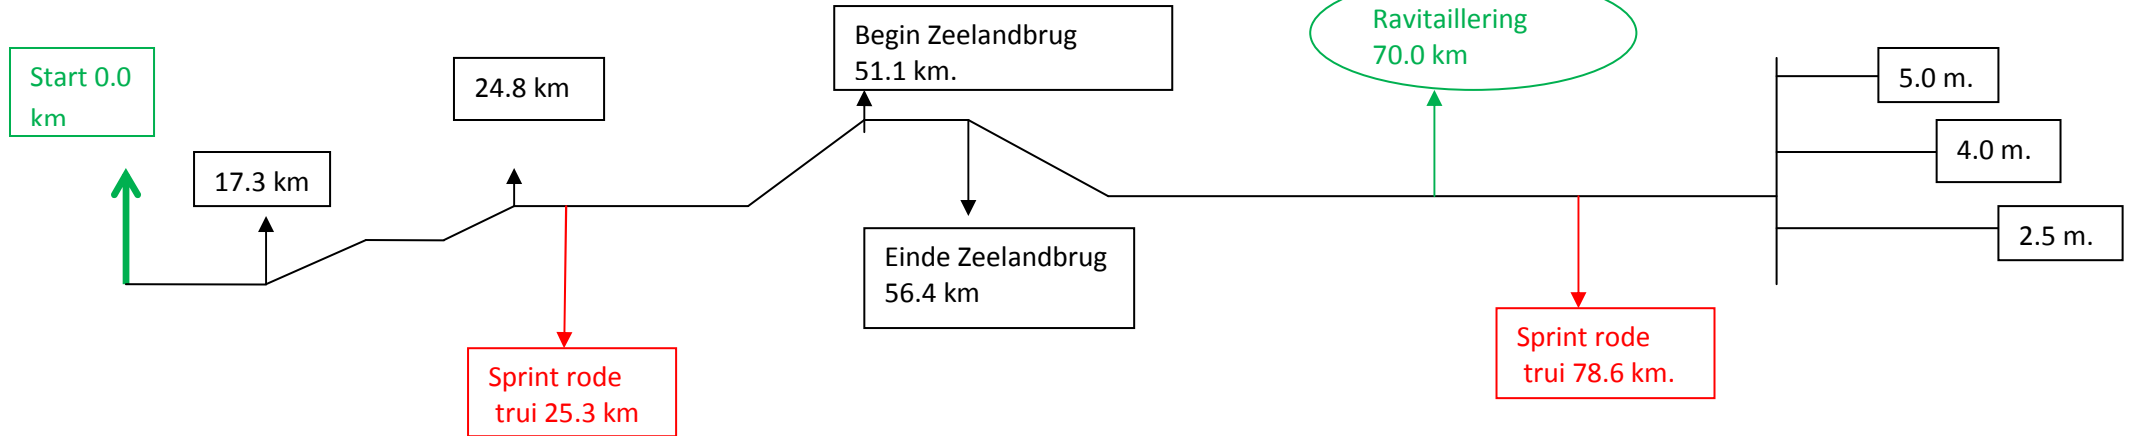 Start 0.0
km
17.3 km
24.8 km
Sprint rode
trui 25.3 km
Begin Zeelandbrug
51.1 km.
Einde Zeelandbrug
56.4 km
Ravitaillering
70.0 km
Sprint rode
trui 78.6 km.
5.0 m.
4.0 m.
2.5 m.